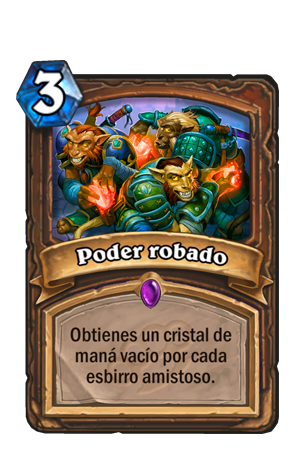 3
Poder robado
Obtienes un cristal de
maná vacío por cada
esbirro amistoso.